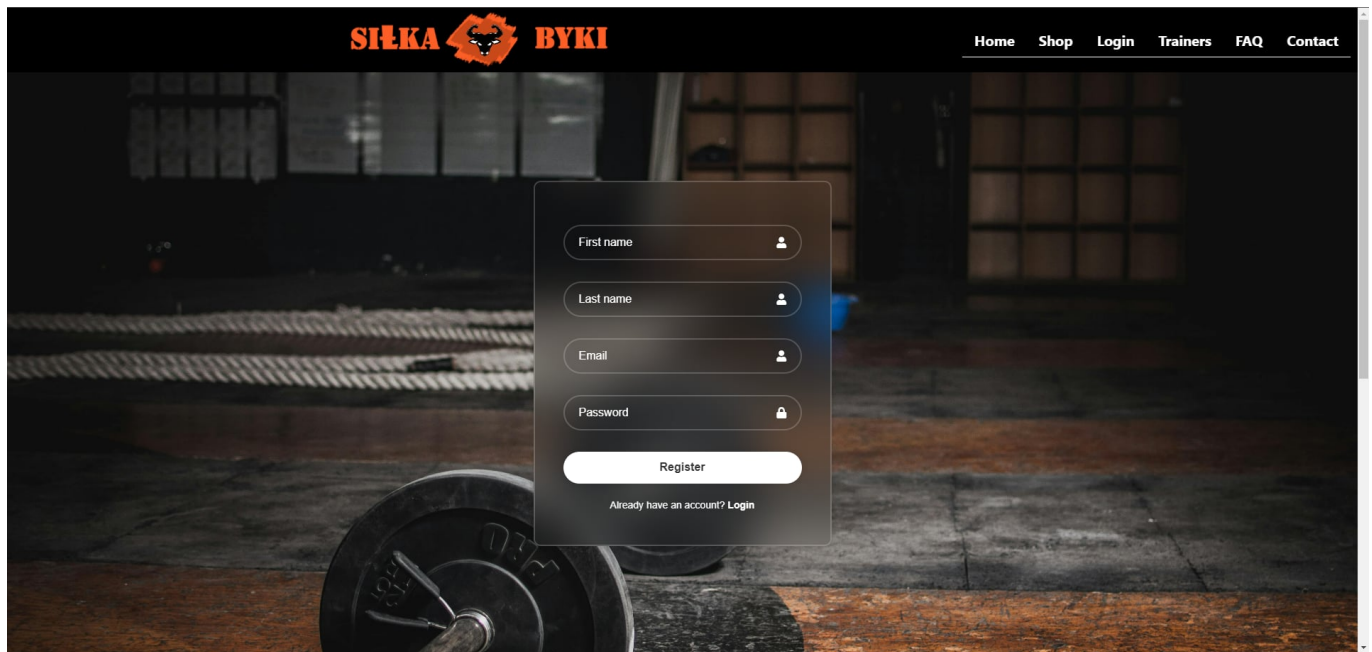 SIŁKA BYKI
Home Shop Login Trainers FAQ Contact
First name
Last name
Email
Password
Register
Already have an account? Login